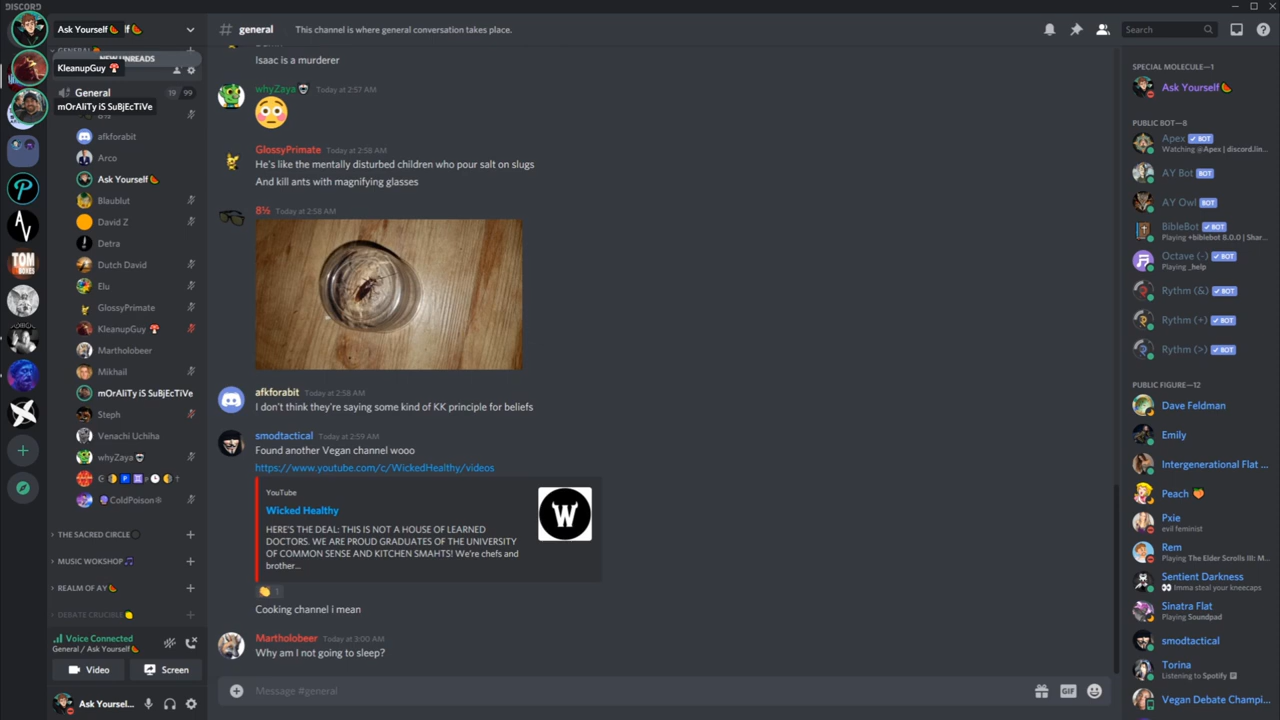 DISCORD
Ask Yourself🍉 if🍉
# general
This channel is where general conversation takes place.
Search
NEW UNREADS
KleanupGuy 🍄
General
19 99
mOrAliTy iS SuBjEcTiVe
8½
afkforabit
Arco
Ask Yourself🍉
Blaublut
David Z
Detra
Dutch David
Elu
GlossyPrimate
KleanupGuy 🍄
Martholobeer
Mikhail
mOrAliTy iS SuBjEcTiVe
Steph
Venachi Uchiha
whyZaya
ColdPoison
THE SACRED CIRCLE
MUSIC WOKSHOP🎵
REALM OF AY🍉
DEBATE CRUCIBLE🍋
Voice Connected
General / Ask Yourself🍉
Video
Screen
Ask Yoursel...
TOM
BOXES
Isaac is a murderer
whyZaya Today at 2:57 AM
😳
GlossyPrimate Today at 2:58 AM
He's like the mentally disturbed children who pour salt on slugs
And kill ants with magnifying glasses
8½ Today at 2:58 AM
afkforabit Today at 2:58 AM
I don't think they're saying some kind of KK principle for beliefs
smodtactical Today at 2:59 AM
Found another Vegan channel wooo
https://www.youtube.com/c/WickedHealthy/videos
YouTube
Wicked Healthy
HERE'S THE DEAL: THIS IS NOT A HOUSE OF LEARNED
DOCTORS. WE ARE PROUD GRADUATES OF THE UNIVERSITY
OF COMMON SENSE AND KITCHEN SMAHTS! We're chefs and
brother...
W
👏 1
Cooking channel i mean
Martholobeer Today at 3:00 AM
Why am I not going to sleep?
Message #general
GIF
SPECIAL MOLECULE—1
Ask Yourself🍉
PUBLIC BOT—8
Apex ✓ BOT
Watching @Apex | discord.lin...
AY Bot BOT
AY Owl BOT
BibleBot ✓ BOT
Playing +biblebot 8.0.0 | Shar...
Octave (-) ✓ BOT
Playing _help
Rythm (&) ✓ BOT
Rythm (+) ✓ BOT
Rythm (>) ✓ BOT
PUBLIC FIGURE—12
Dave Feldman
Emily
Intergenerational Flat ...
Peach 🍑
Pxie
evil feminist
Rem
Playing The Elder Scrolls III: M...
Sentient Darkness
👀 Imma steal your kneecaps
Sinatra Flat
Playing Soundpad
smodtactical
Torina
Listening to Spotify
Vegan Debate Champi...